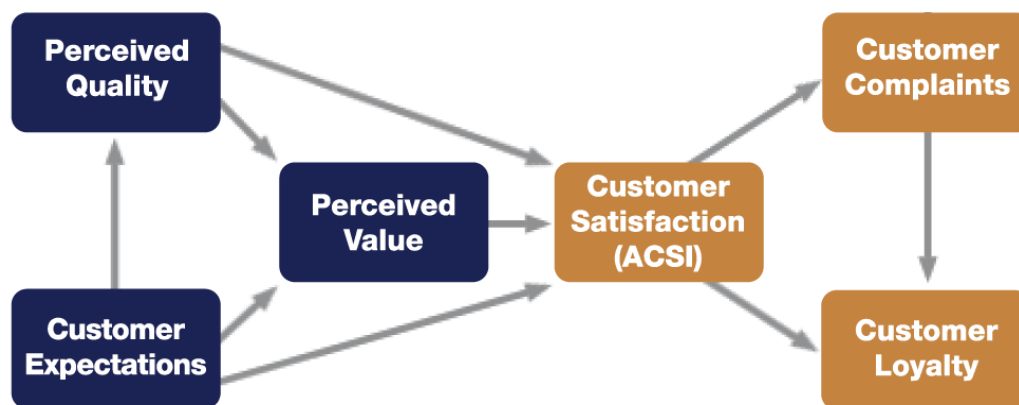 Perceived
Quality
Customer
Complaints
Perceived
Value
Customer
Satisfaction
(ACSI)
Customer
Expectations
Customer
Loyalty